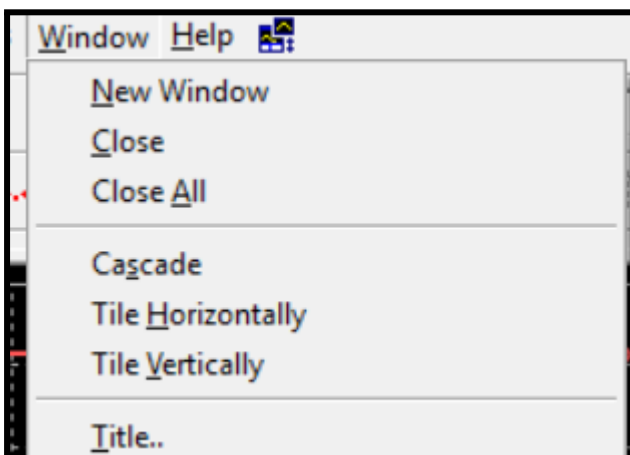 Window Help
New Window
Close
Close All
Cascade
Tile Horizontally
Tile Vertically
Title..